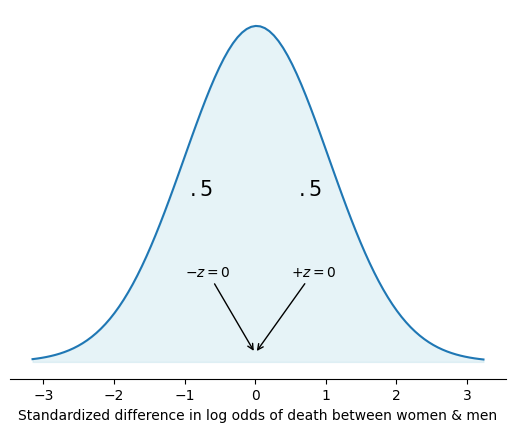 .5 .5
−z = 0 +z = 0
−3 −2 −1 0 1 2 3
Standardized difference in log odds of death between women & men